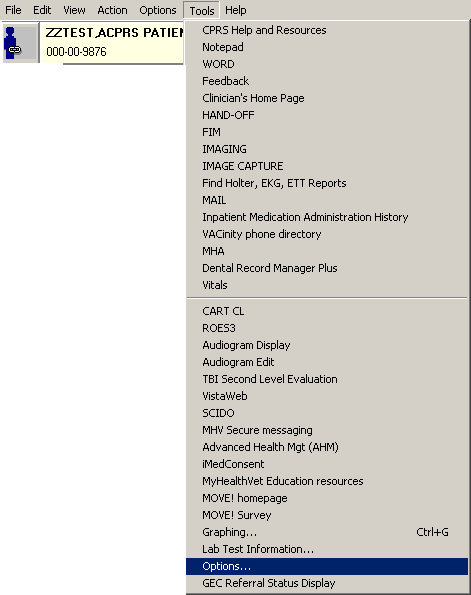 File Edit View Action Options Tools Help
ZZTEST,ACPRS PATIEN
000-00-9876
CPRS Help and Resources
Notepad
WORD
Feedback
Clinician's Home Page
HAND-OFF
FIM
IMAGING
IMAGE CAPTURE
Find Holter, EKG, ETT Reports
MAIL
Inpatient Medication Administration History
VACinity phone directory
MHA
Dental Record Manager Plus
Vitals
CART CL
ROES3
Audiogram Display
Audiogram Edit
TBI Second Level Evaluation
VistaWeb
SCIDO
MHV Secure messaging
Advanced Health Mgt (AHM)
iMedConsent
MyHealthVet Education resources
MOVE! homepage
MOVE! Survey
Graphing... Ctrl+G
Lab Test Information...
Options...
GEC Referral Status Display